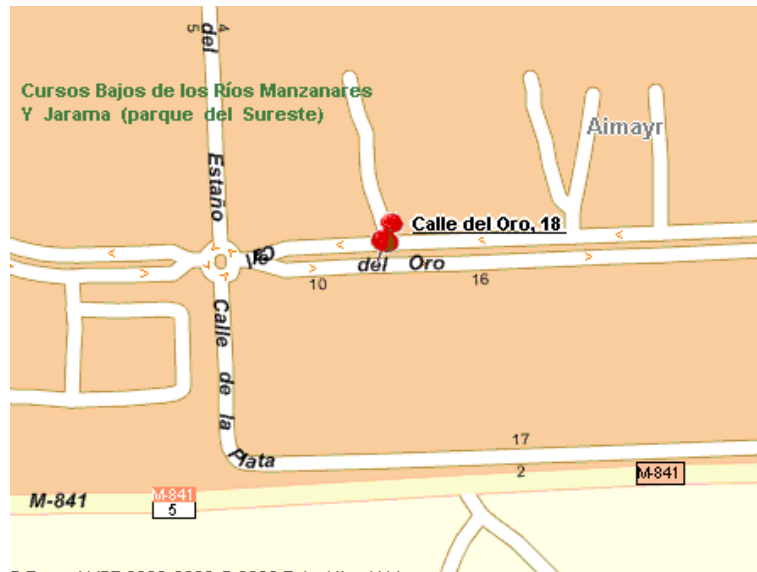 4
5
del
Estaño
Cursos Bajos de los Ríos Manzanares
Y Jarama (parque del Sureste)
Aimayr
Calle del Oro, 18
del Oro
10
16
Calle de la Plata
17
2
M-841
M-841
M-841
5